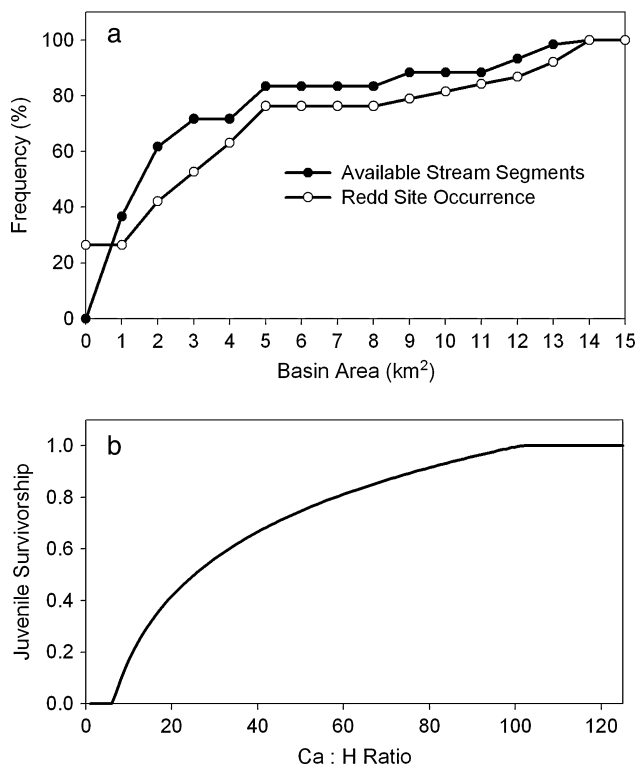 a
100
80
60
40
20
0
Frequency (%)
Available Stream Segments
Redd Site Occurrence
0 1 2 3 4 5 6 7 8 9 10 11 12 13 14 15
Basin Area (km²)
b
1.0
0.8
0.6
0.4
0.2
0.0
Juvenile Survivorship
0 20 40 60 80 100 120
Ca : H Ratio